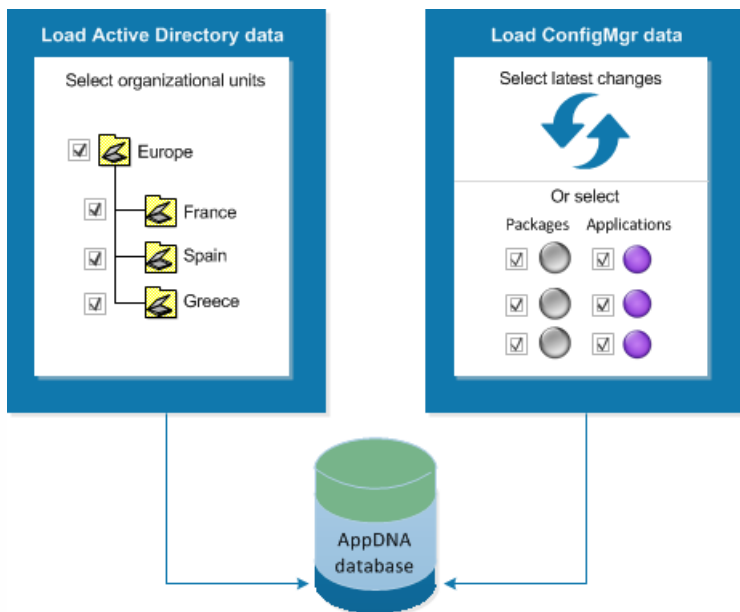 Load Active Directory data
Select organizational units
Europe
France
Spain
Greece
Load ConfigMgr data
Select latest changes
Or select
Packages Applications
AppDNA
database